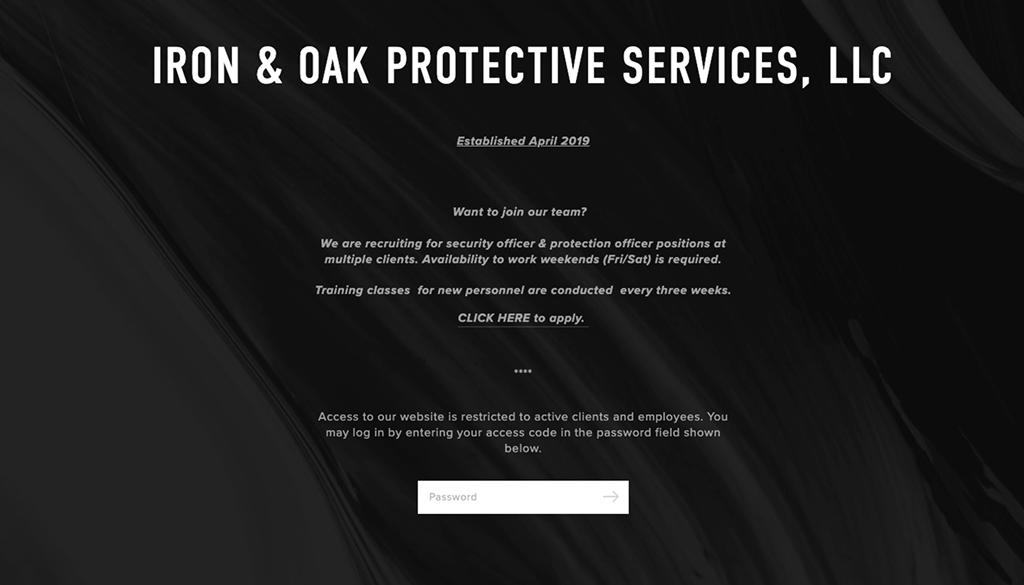 IRON & OAK PROTECTIVE SERVICES, LLC
Established April 2019
Want to join our team?
We are recruiting for security officer & protection officer positions at
multiple clients. Availability to work weekends (Fri/Sat) is required.
Training classes  for new personnel are conducted  every three weeks.
CLICK HERE to apply.
****
Access to our website is restricted to active clients and employees. You
may log in by entering your access code in the password field shown
below.
Password